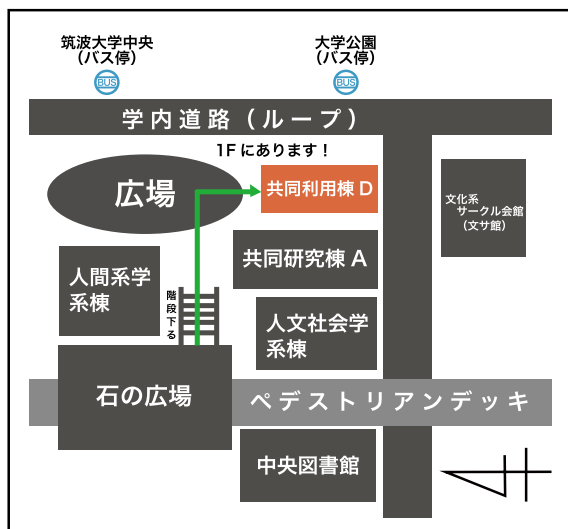 筑波大学中央
(バス停)
BUS
大学公園
(バス停)
BUS
学内道路（ループ）
1Fにあります！
広場
共同利用棟 D
文化系
サークル会館
(文サ館)
共同研究棟 A
人間系学
系棟
階段下る
人文社会学
系棟
石の広場
ペデストリアンデッキ
中央図書館